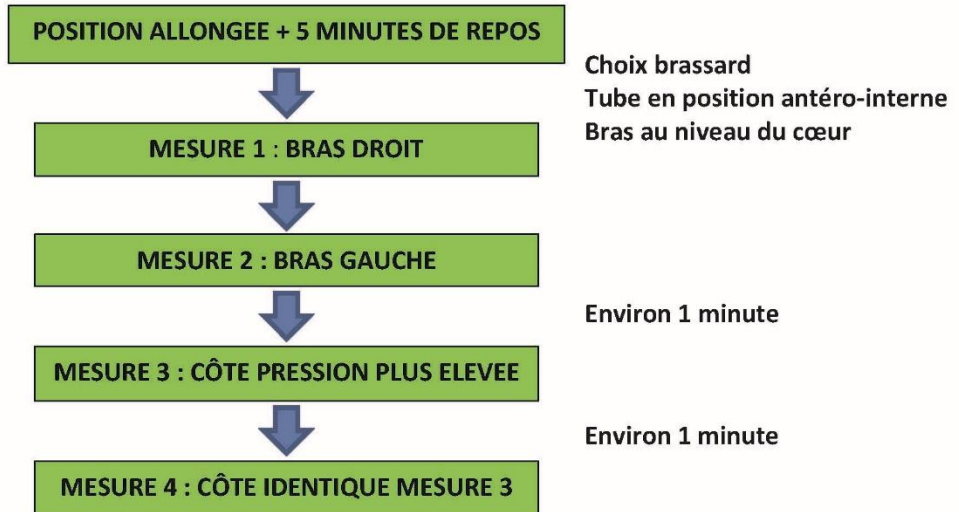 POSITION ALLONGEE + 5 MINUTES DE REPOS
Choix brassard
Tube en position antéro-interne
Bras au niveau du cœur
MESURE 1 : BRAS DROIT
MESURE 2 : BRAS GAUCHE
Environ 1 minute
MESURE 3 : CÔTE PRESSION PLUS ELEVEE
Environ 1 minute
MESURE 4 : CÔTE IDENTIQUE MESURE 3